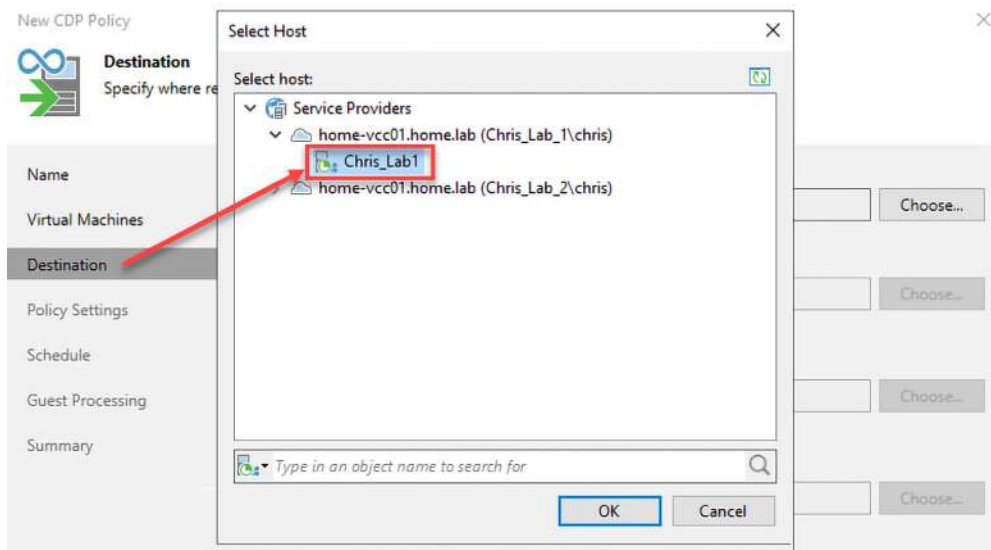 New CDP Policy
Destination
Specify where re
Name
Virtual Machines
Destination
Policy Settings
Schedule
Guest Processing
Summary
Select Host
Select host:
Service Providers
home-vcc01.home.lab (Chris_Lab_1\chris)
Chris_Lab1
home-vcc01.home.lab (Chris_Lab_2\chris)
Type in an object name to search for
OK
Cancel
Choose...
Choose...
Choose...
Choose...